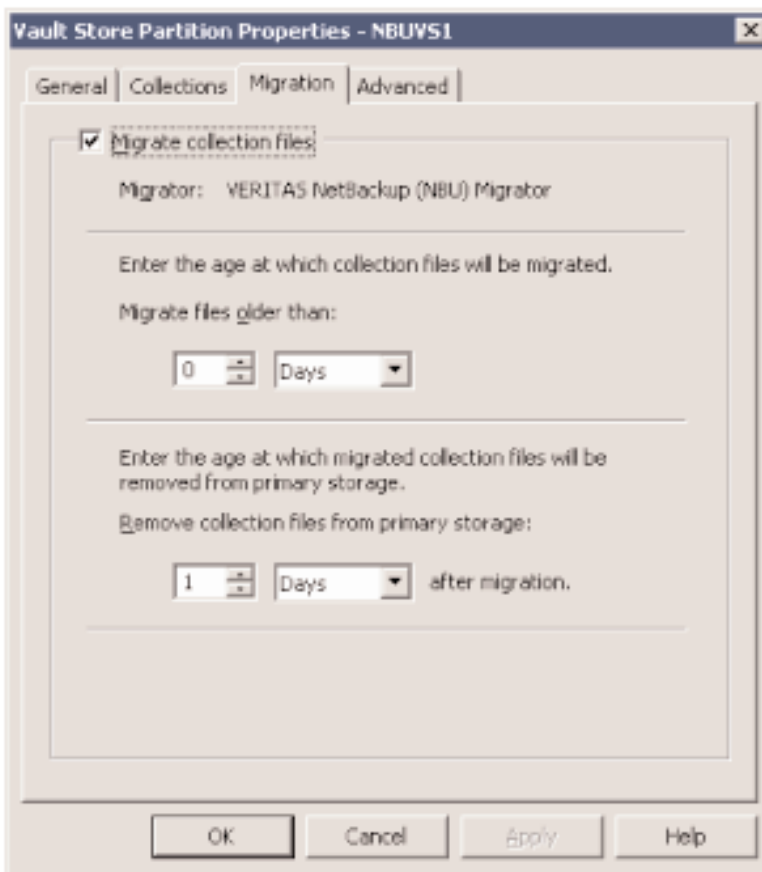 Vault Store Partition Properties - NBUVS1
General Collections Migration Advanced
Migrate collection files
Migrator: VERITAS NetBackup (NBU) Migrator
Enter the age at which collection files will be migrated.
Migrate files older than:
0 Days
Enter the age at which migrated collection files will be
removed from primary storage.
Remove collection files from primary storage:
1 Days after migration.
OK Cancel Apply Help